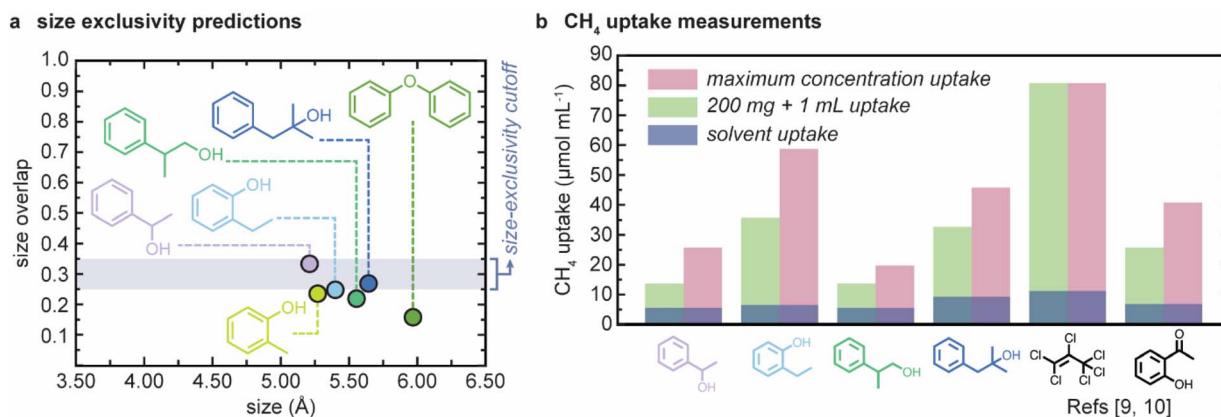 a size exclusivity predictions
size overlap
1.0
0.9
0.8
0.7
0.6
0.5
0.4
0.3
0.2
0.1
3.50 4.00 4.50 5.00 5.50 6.00 6.50
size (Å)
OH
O
OH
OH
OH
OH
size-exclusivity cutoff
b CH₄ uptake measurements
CH₄ uptake (μmol mL⁻¹)
90
80
70
60
50
40
30
20
10
0
maximum concentration uptake
200 mg + 1 mL uptake
solvent uptake
OH
OH
OH
OH
Cl Cl Cl Cl Cl Cl
O
OH
Refs [9, 10]